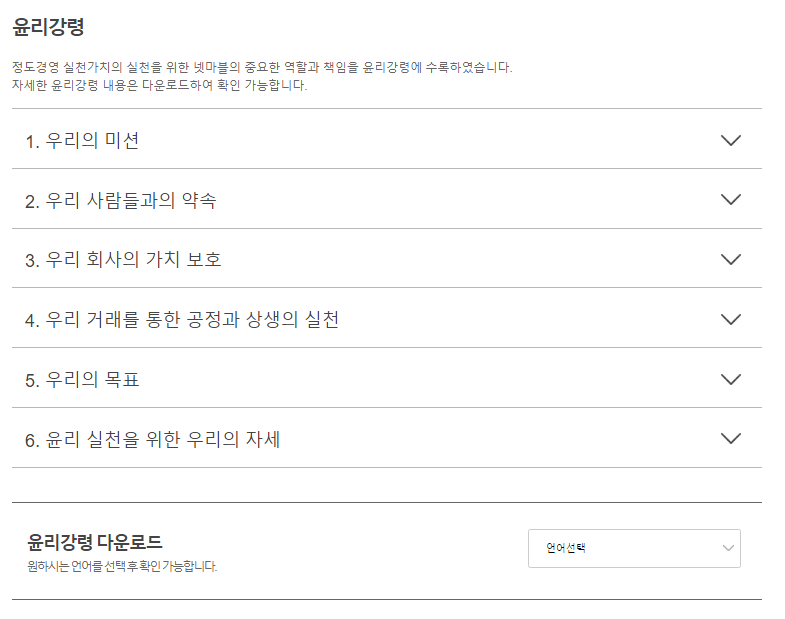 윤리강령
정도경영 실천가치의 실천을 위한 넷마블의 중요한 역할과 책임을 윤리강령에 수록하였습니다.
자세한 윤리강령 내용은 다운로드하여 확인 가능합니다.
1. 우리의 미션
2. 우리 사람들과의 약속
3. 우리 회사의 가치 보호
4. 우리 거래를 통한 공정과 상생의 실천
5. 우리의 목표
6. 윤리 실천을 위한 우리의 자세
윤리강령 다운로드
언어선택
원하시는 언어를 선택 후 확인 가능합니다.